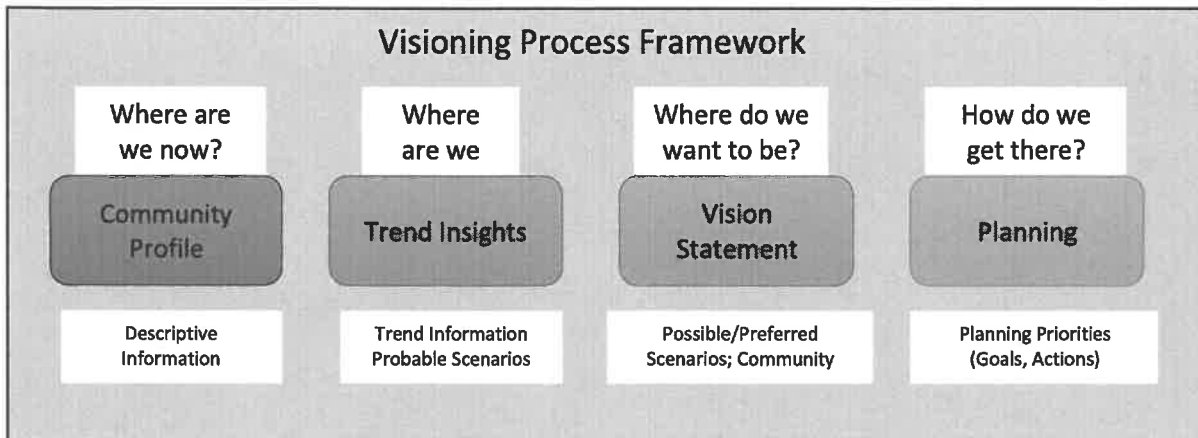 Visioning Process Framework
Where are
we now?
Community
Profile
Descriptive
Information
Where
are we
Trend Insights
Trend Information
Probable Scenarios
Where do we
want to be?
Vision
Statement
Possible/Preferred
Scenarios; Community
How do we
get there?
Planning
Planning Priorities
(Goals, Actions)